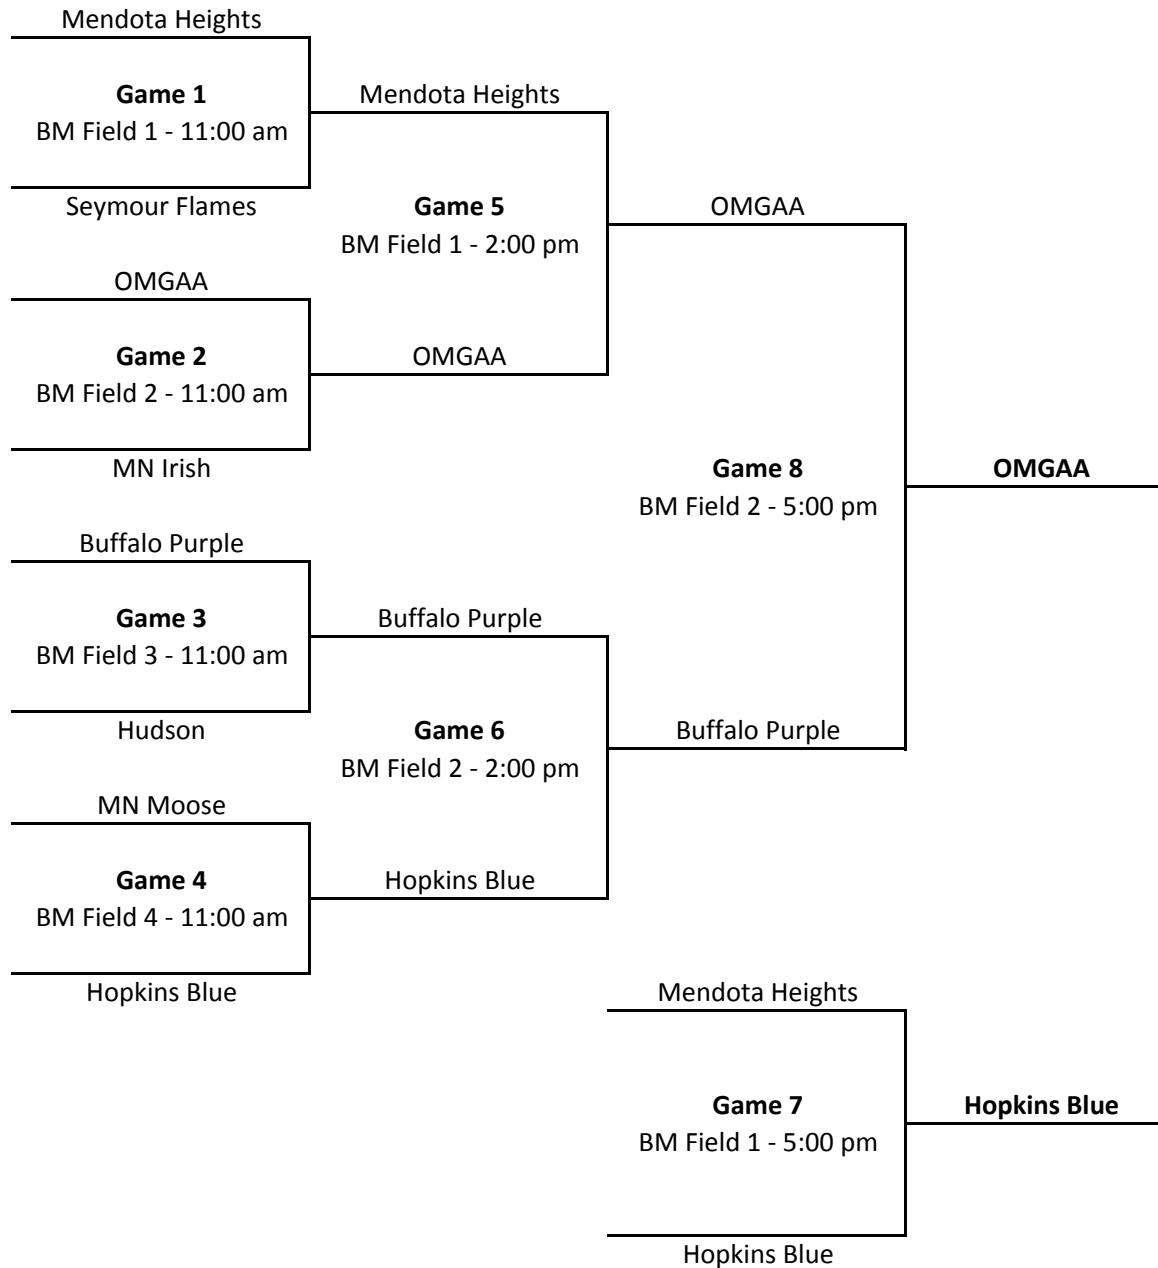 Mendota Heights
Game 1
BM Field 1 - 11:00 am
Mendota Heights
Seymour Flames
Game 5
BM Field 1 - 2:00 pm
OMGAA
OMGAA
Game 2
BM Field 2 - 11:00 am
OMGAA
MN Irish
Game 8
BM Field 2 - 5:00 pm
OMGAA
Buffalo Purple
Game 3
BM Field 3 - 11:00 am
Buffalo Purple
Hudson
Game 6
BM Field 2 - 2:00 pm
Buffalo Purple
MN Moose
Game 4
BM Field 4 - 11:00 am
Hopkins Blue
Hopkins Blue
Mendota Heights
Game 7
BM Field 1 - 5:00 pm
Hopkins Blue
Hopkins Blue